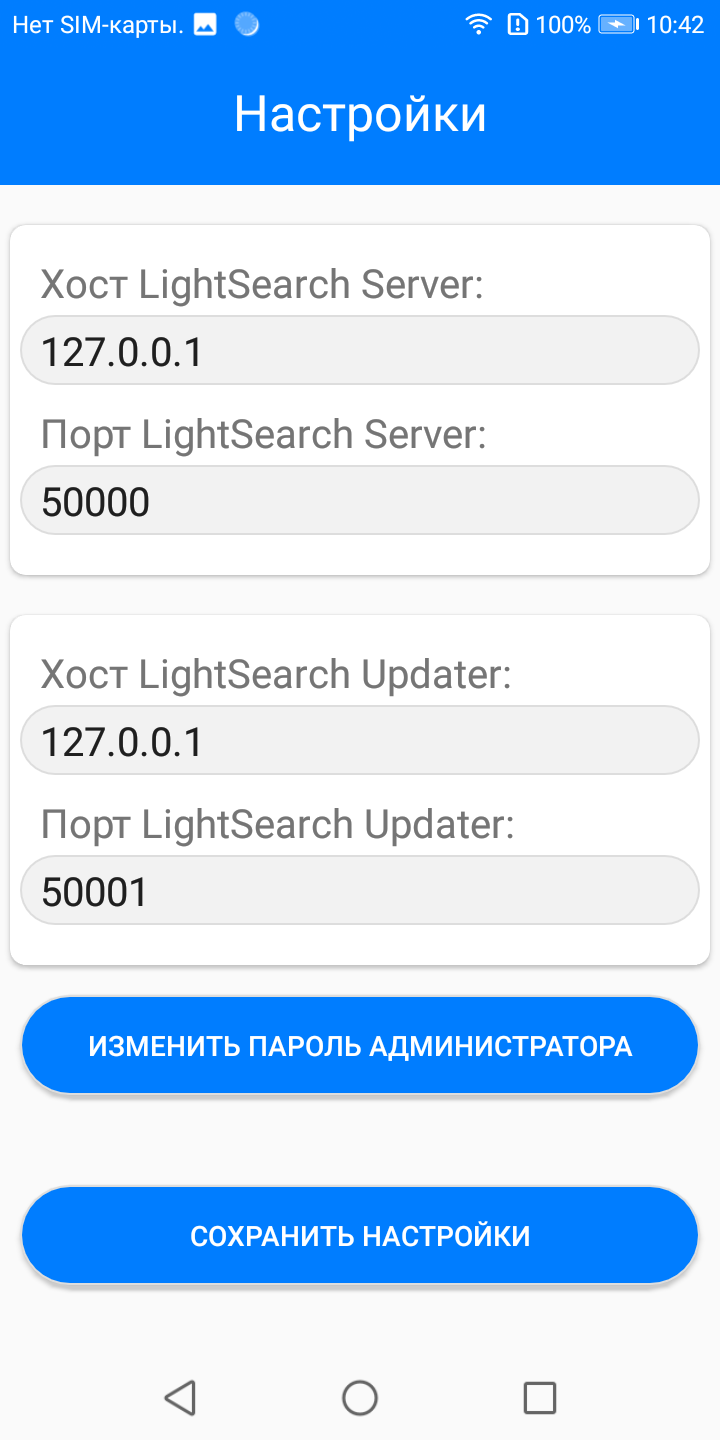 Нет SIM-карты. 100% 10:42
Настройки
Хост LightSearch Server:
127.0.0.1
Порт LightSearch Server:
50000
Хост LightSearch Updater:
127.0.0.1
Порт LightSearch Updater:
50001
ИЗМЕНИТЬ ПАРОЛЬ АДМИНИСТРАТОРА
СОХРАНИТЬ НАСТРОЙКИ